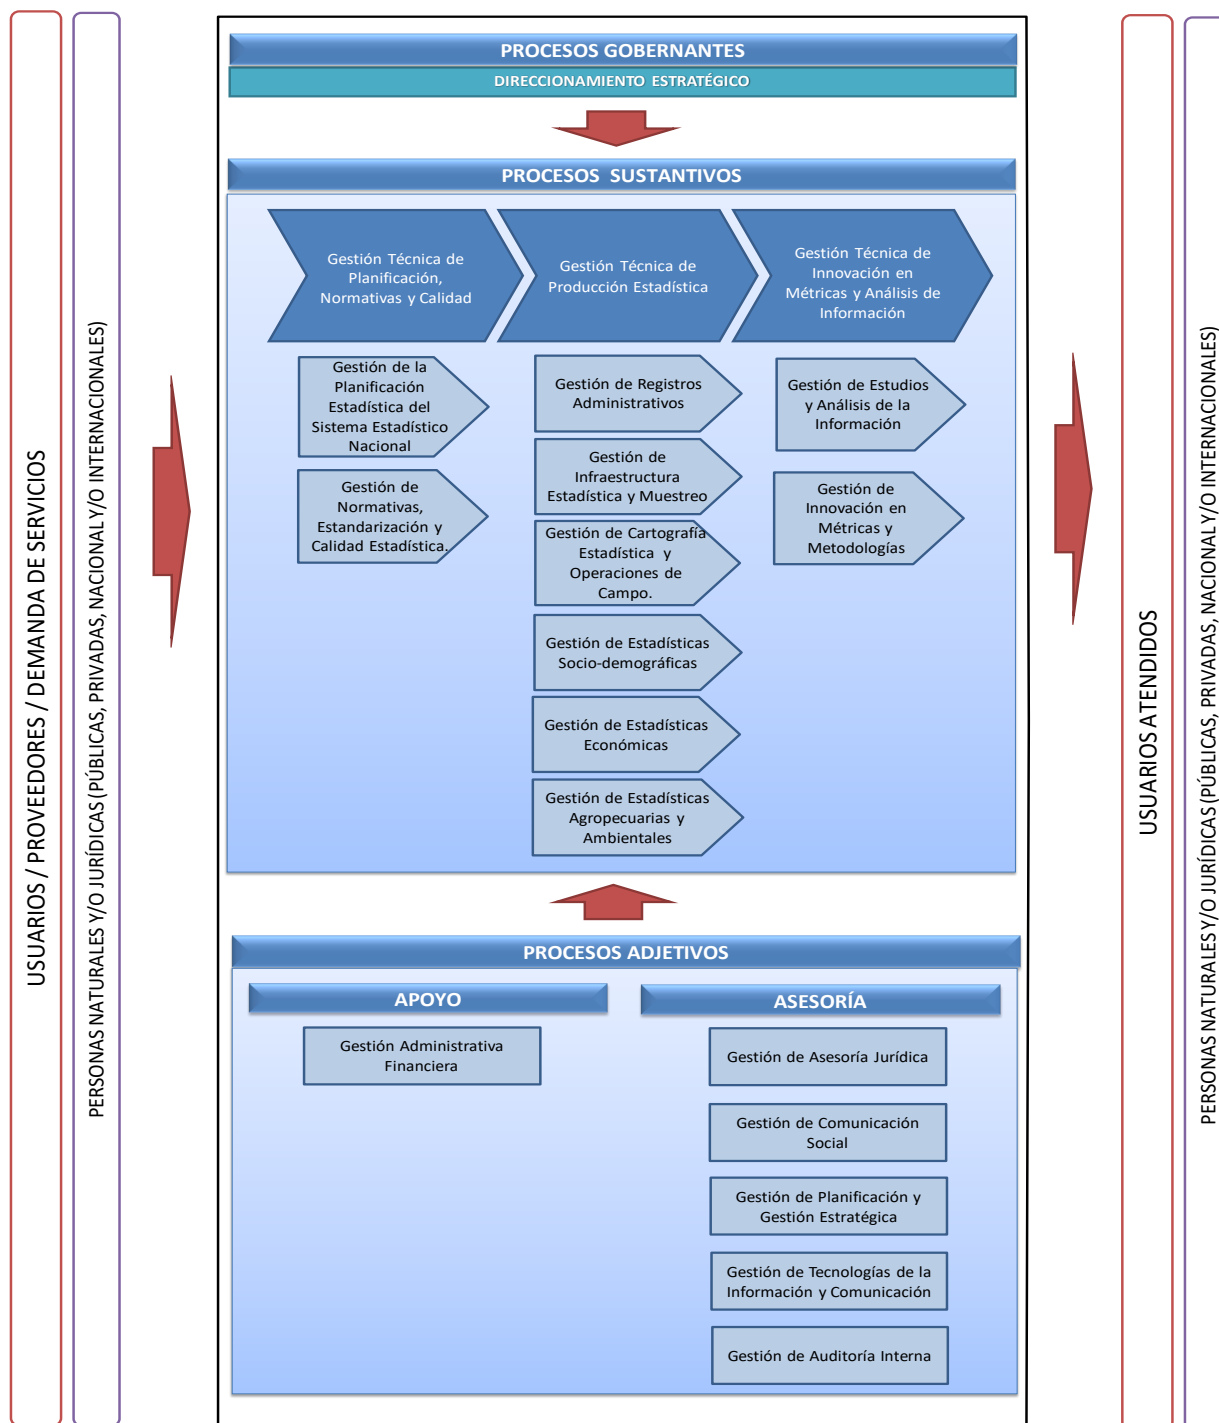 USUARIOS / PROVEEDORES / DEMANDA DE SERVICIOS
PERSONAS NATURALES Y/O JURÍDICAS (PÚBLICAS, PRIVADAS, NACIONAL Y/O INTERNACIONALES)
PROCESOS GOBERNANTES
DIRECCIONAMIENTO ESTRATÉGICO
PROCESOS SUSTANTIVOS
Gestión Técnica de
Planificación,
Normativas y Calidad
Gestión Técnica de
Producción Estadística
Gestión Técnica de
Innovación en
Métricas y Análisis de
Información
Gestión de la
Planificación
Estadística del
Sistema Estadístico
Nacional
Gestión de
Normativas,
Estandarización y
Calidad Estadística.
Gestión de Registros
Administrativos
Gestión de
Infraestructura
Estadística y Muestreo
Gestión de Cartografía
Estadística y
Operaciones de
Campo.
Gestión de Estadísticas
Socio-demográficas
Gestión de Estadísticas
Económicas
Gestión de Estadísticas
Agropecuarias y
Ambientales
Gestión de Estudios
y Análisis de la
Información
Gestión de
Innovación en
Métricas y
Metodologías
PROCESOS ADJETIVOS
APOYO
Gestión Administrativa
Financiera
ASESORÍA
Gestión de Asesoría Jurídica
Gestión de Comunicación
Social
Gestión de Planificación y
Gestión Estratégica
Gestión de Tecnologías de la
Información y Comunicación
Gestión de Auditoría Interna
USUARIOS ATENDIDOS
PERSONAS NATURALES Y/O JURÍDICAS (PÚBLICAS, PRIVADAS, NACIONAL Y/O INTERNACIONALES)